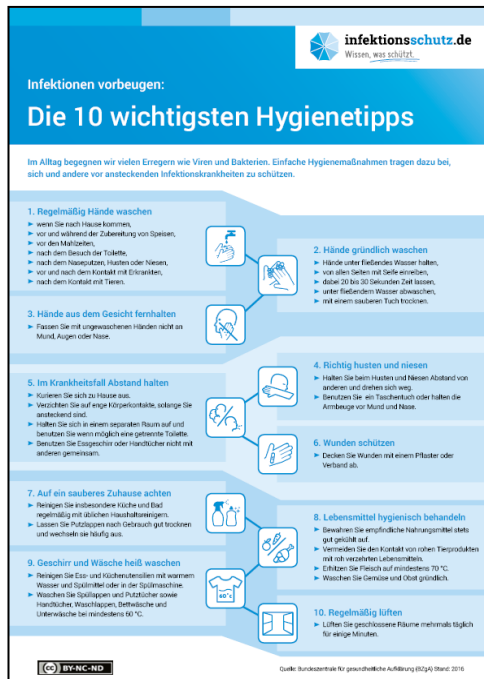 infektionsschutz.de
Wissen, was schützt.
Infektionen vorbeugen:
Die 10 wichtigsten Hygienetipps
Im Alltag begegnen wir vielen Erregern wie Viren und Bakterien. Einfache Hygienemaßnahmen tragen dazu bei,
sich und andere vor ansteckenden Infektionskrankheiten zu schützen.
1. Regelmäßig Hände waschen
► wenn Sie nach Hause kommen,
► vor und während der Zubereitung von Speisen,
► vor den Mahlzeiten,
► nach dem Besuch der Toilette,
► nach dem Naseputzen, Husten oder Niesen,
► vor und nach dem Kontakt mit Erkrankten,
► nach dem Kontakt mit Tieren.
2. Hände gründlich waschen
► Hände unter fließendes Wasser halten,
► von allen Seiten mit Seife einreiben,
► dabei 20 bis 30 Sekunden Zeit lassen,
► unter fließendem Wasser abwaschen,
► mit einem sauberen Tuch trocknen.
3. Hände aus dem Gesicht fernhalten
► Fassen Sie mit ungewaschenen Händen nicht an
Mund, Augen oder Nase.
4. Richtig husten und niesen
► Halten Sie beim Husten und Niesen Abstand von
anderen und drehen sich weg.
► Benutzen Sie ein Taschentuch oder halten die
Armbeuge vor Mund und Nase.
5. Im Krankheitsfall Abstand halten
► Kurieren Sie sich zu Hause aus.
► Verzichten Sie auf enge Körperkontakte, solange Sie
ansteckend sind.
► Halten Sie sich in einem separaten Raum auf und
benutzen Sie wenn möglich eine getrennte Toilette.
► Benutzen Sie Essgeschirr oder Handtücher nicht mit
anderen gemeinsam.
6. Wunden schützen
► Decken Sie Wunden mit einem Pflaster oder
Verband ab.
7. Auf ein sauberes Zuhause achten
► Reinigen Sie insbesondere Küche und Bad
regelmäßig mit üblichen Haushaltsreinigern.
► Lassen Sie Putzlappen nach Gebrauch gut trocknen
und wechseln sie häufig aus.
8. Lebensmittel hygienisch behandeln
► Bewahren Sie empfindliche Nahrungsmittel stets
gut gekühlt auf.
► Vermeiden Sie den Kontakt von rohen Tierprodukten
mit roh verzehrten Lebensmitteln.
► Erhitzen Sie Fleisch auf mindestens 70 °C.
► Waschen Sie Gemüse und Obst gründlich.
9. Geschirr und Wäsche heiß waschen
► Reinigen Sie Ess- und Küchenutensilien mit warmem
Wasser und Spülmittel oder in der Spülmaschine.
► Waschen Sie Spüllappen und Putztücher sowie
Handtücher, Waschlappen, Bettwäsche und
Unterwäsche bei mindestens 60 °C.
60°C
10. Regelmäßig lüften
► Lüften Sie geschlossene Räume mehrmals täglich
für einige Minuten.
cc BY-NC-ND
Quelle: Bundeszentrale für gesundheitliche Aufklärung (BZgA) Stand: 2016